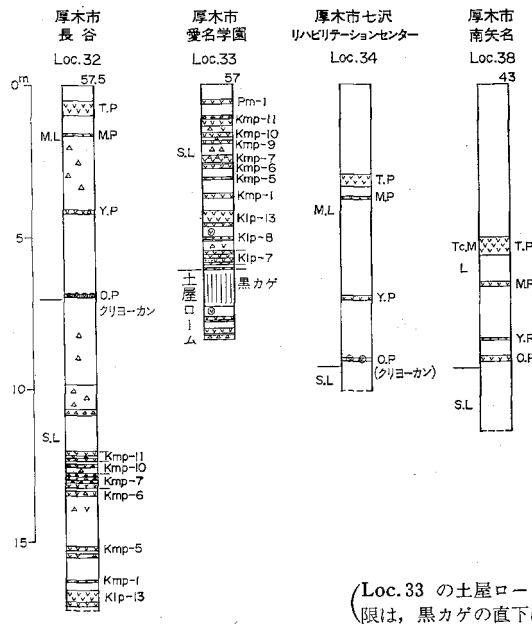 厚木市
長谷
Loc.32
57.5
厚木市
愛名学園
Loc.33
57
厚木市七沢
リハビリテーションセンター
Loc.34
厚木市
南矢名
Loc.38
43
0m
5
10
15
T.P
M.L
M.P
Y.P
O.P
クリヨーカン
S.L
Kmp-11
Kmp-10
Kmp-7
Kmp-6
Kmp-5
Kmp-1
Klp-13
Pm-1
Kmp-11
Kmp-10
Kmp-9
S.L
Kmp-7
Kmp-6
Kmp-5
Kmp-1
Klp-13
Klp-8
Klp-7
黒カゲ
土屋ローム
T.P
M.P
M.L
Y.P
O.P
(クリヨーカン)
S.L
Tc.M
T.P
L
M.P
Y.P
O.P
S.L
(Loc.33 の土屋ロー
限は，黒カゲの直下